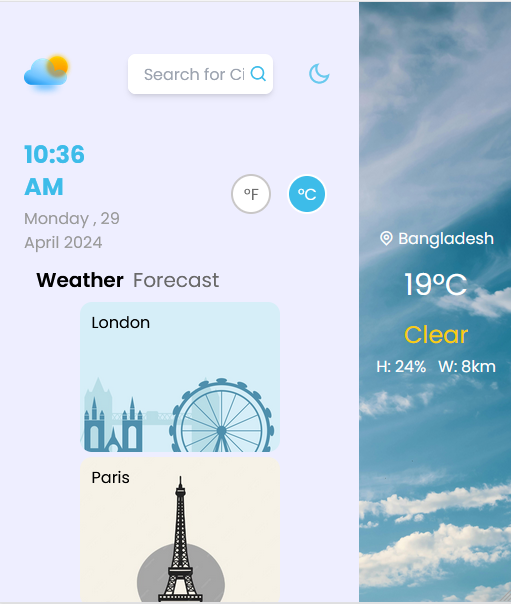 Search for Ci
10:36
AM
Monday , 29
April 2024
°F
°C
Weather Forecast
London
Paris
Bangladesh
19°C
Clear
H: 24% W: 8km